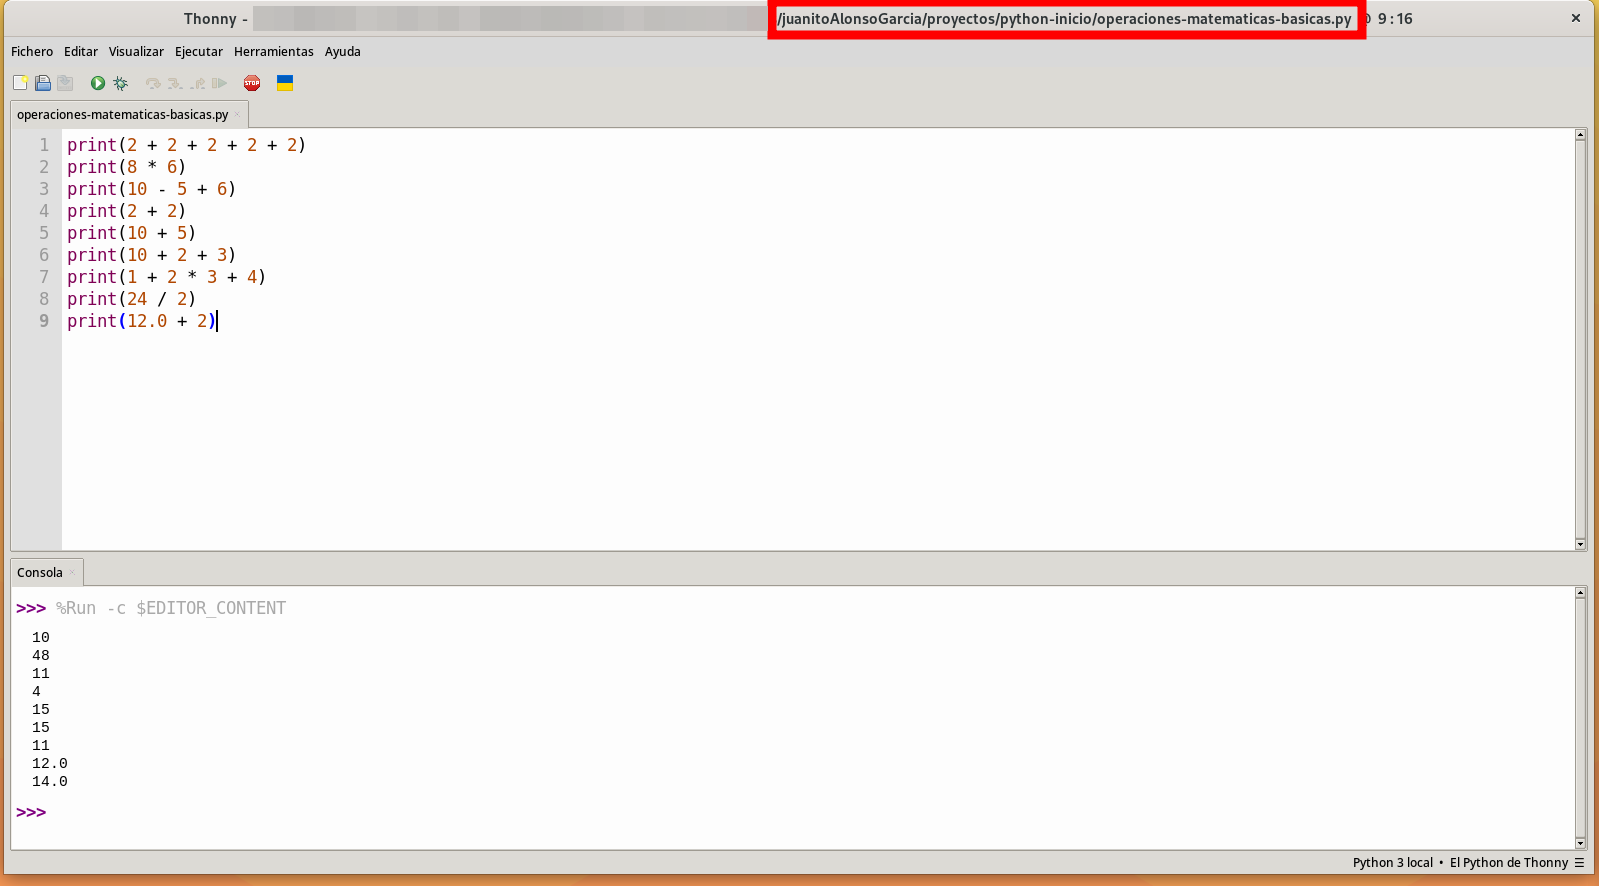 Thonny - /juanitoAlonsoGarcia/proyectos/python-inicio/operaciones-matematicas-basicas.py 9:16 ×
Fichero Editar Visualizar Ejecutar Herramientas Ayuda
STOP
operaciones-matematicas-basicas.py ×
1 print(2 + 2 + 2 + 2 + 2)
2 print(8 * 6)
3 print(10 - 5 + 6)
4 print(2 + 2)
5 print(10 + 5)
6 print(10 + 2 + 3)
7 print(1 + 2 * 3 + 4)
8 print(24 / 2)
9 print(12.0 + 2)
Consola ×
>>> %Run -c $EDITOR_CONTENT
10
48
11
4
15
15
11
12.0
14.0
>>>
Python 3 local • El Python de Thonny ☰